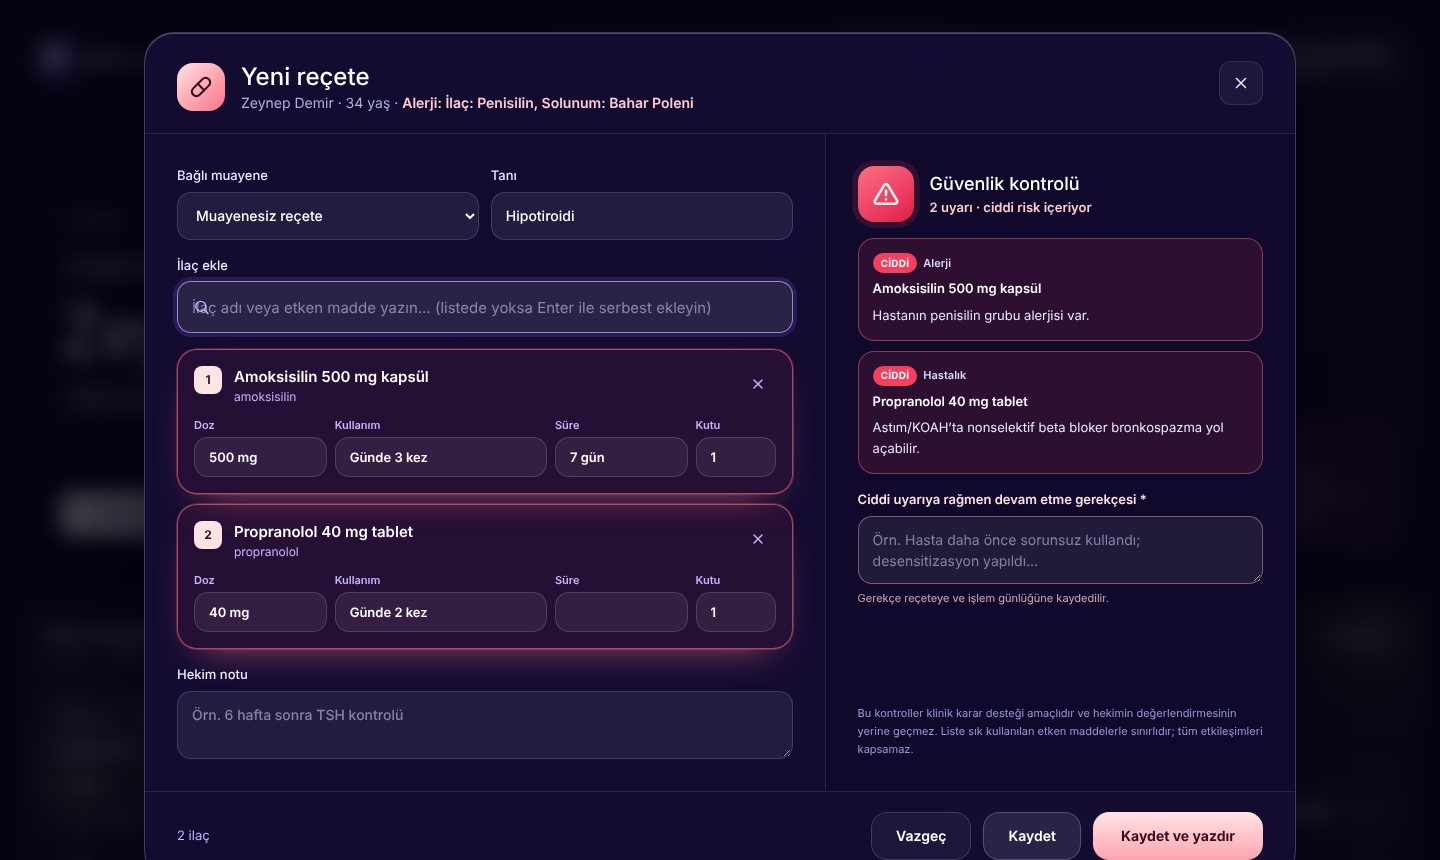 Yeni reçete
Zeynep Demir · 34 yaş · Alerji: İlaç: Penisilin, Solunum: Bahar Poleni
Bağlı muayene
Muayenesiz reçete
Tanı
Hipotiroidi
İlaç ekle
İlaç adı veya etken madde yazın... (listede yoksa Enter ile serbest ekleyin)
1
Amoksisilin 500 mg kapsül
amoksisilin
Doz
Kullanım
Süre
Kutu
500 mg
Günde 3 kez
7 gün
1
2
Propranolol 40 mg tablet
propranolol
Doz
Kullanım
Süre
Kutu
40 mg
Günde 2 kez
1
Hekim notu
Örn. 6 hafta sonra TSH kontrolü
Güvenlik kontrolü
2 uyarı · ciddi risk içeriyor
CİDDİ Alerji
Amoksisilin 500 mg kapsül
Hastanın penisilin grubu alerjisi var.
CİDDİ Hastalık
Propranolol 40 mg tablet
Astım/KOAH’ta nonselektif beta bloker bronkospazma yol
açabilir.
Ciddi uyarıya rağmen devam etme gerekçesi *
Örn. Hasta daha önce sorunsuz kullandı;
desensitizasyon yapıldı...
Gerekçe reçeteye ve işlem günlüğüne kaydedilir.
Bu kontroller klinik karar desteği amaçlıdır ve hekimin değerlendirmesinin
yerine geçmez. Liste sık kullanılan etken maddelerle sınırlıdır; tüm etkileşimleri
kapsamaz.
2 ilaç
Vazgeç
Kaydet
Kaydet ve yazdır